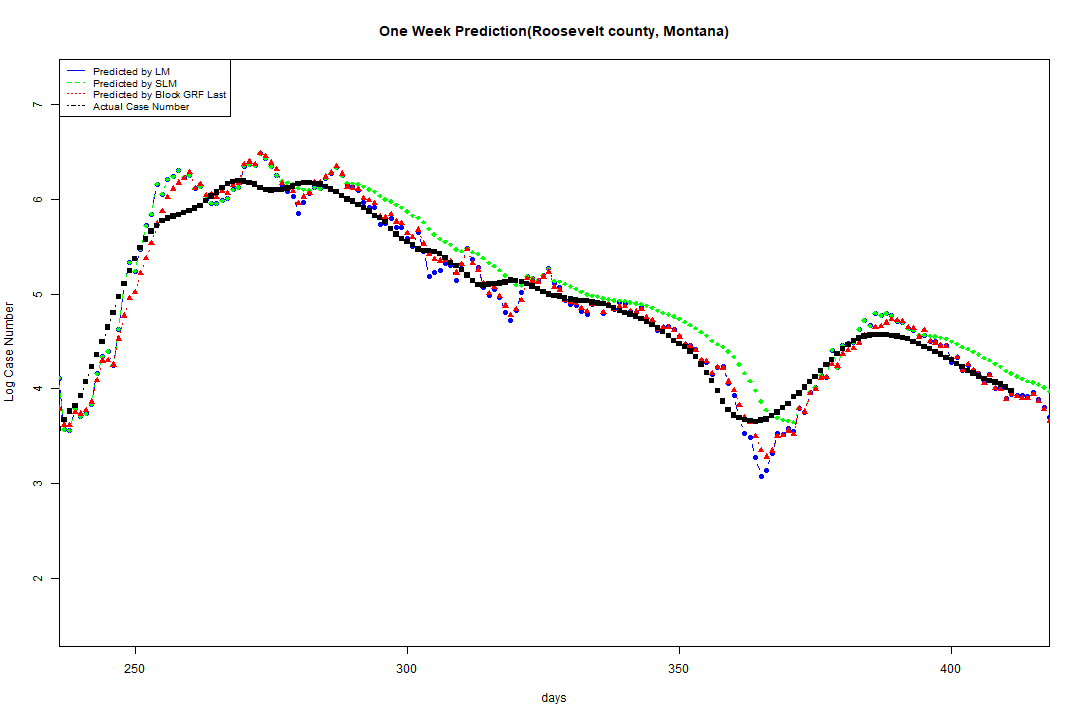 One Week Prediction(Roosevelt county, Montana)
Predicted by LM
Predicted by SLM
Predicted by Block GRF Last
Actual Case Number
7
6
5
4
3
2
Log Case Number
250
300
350
400
days